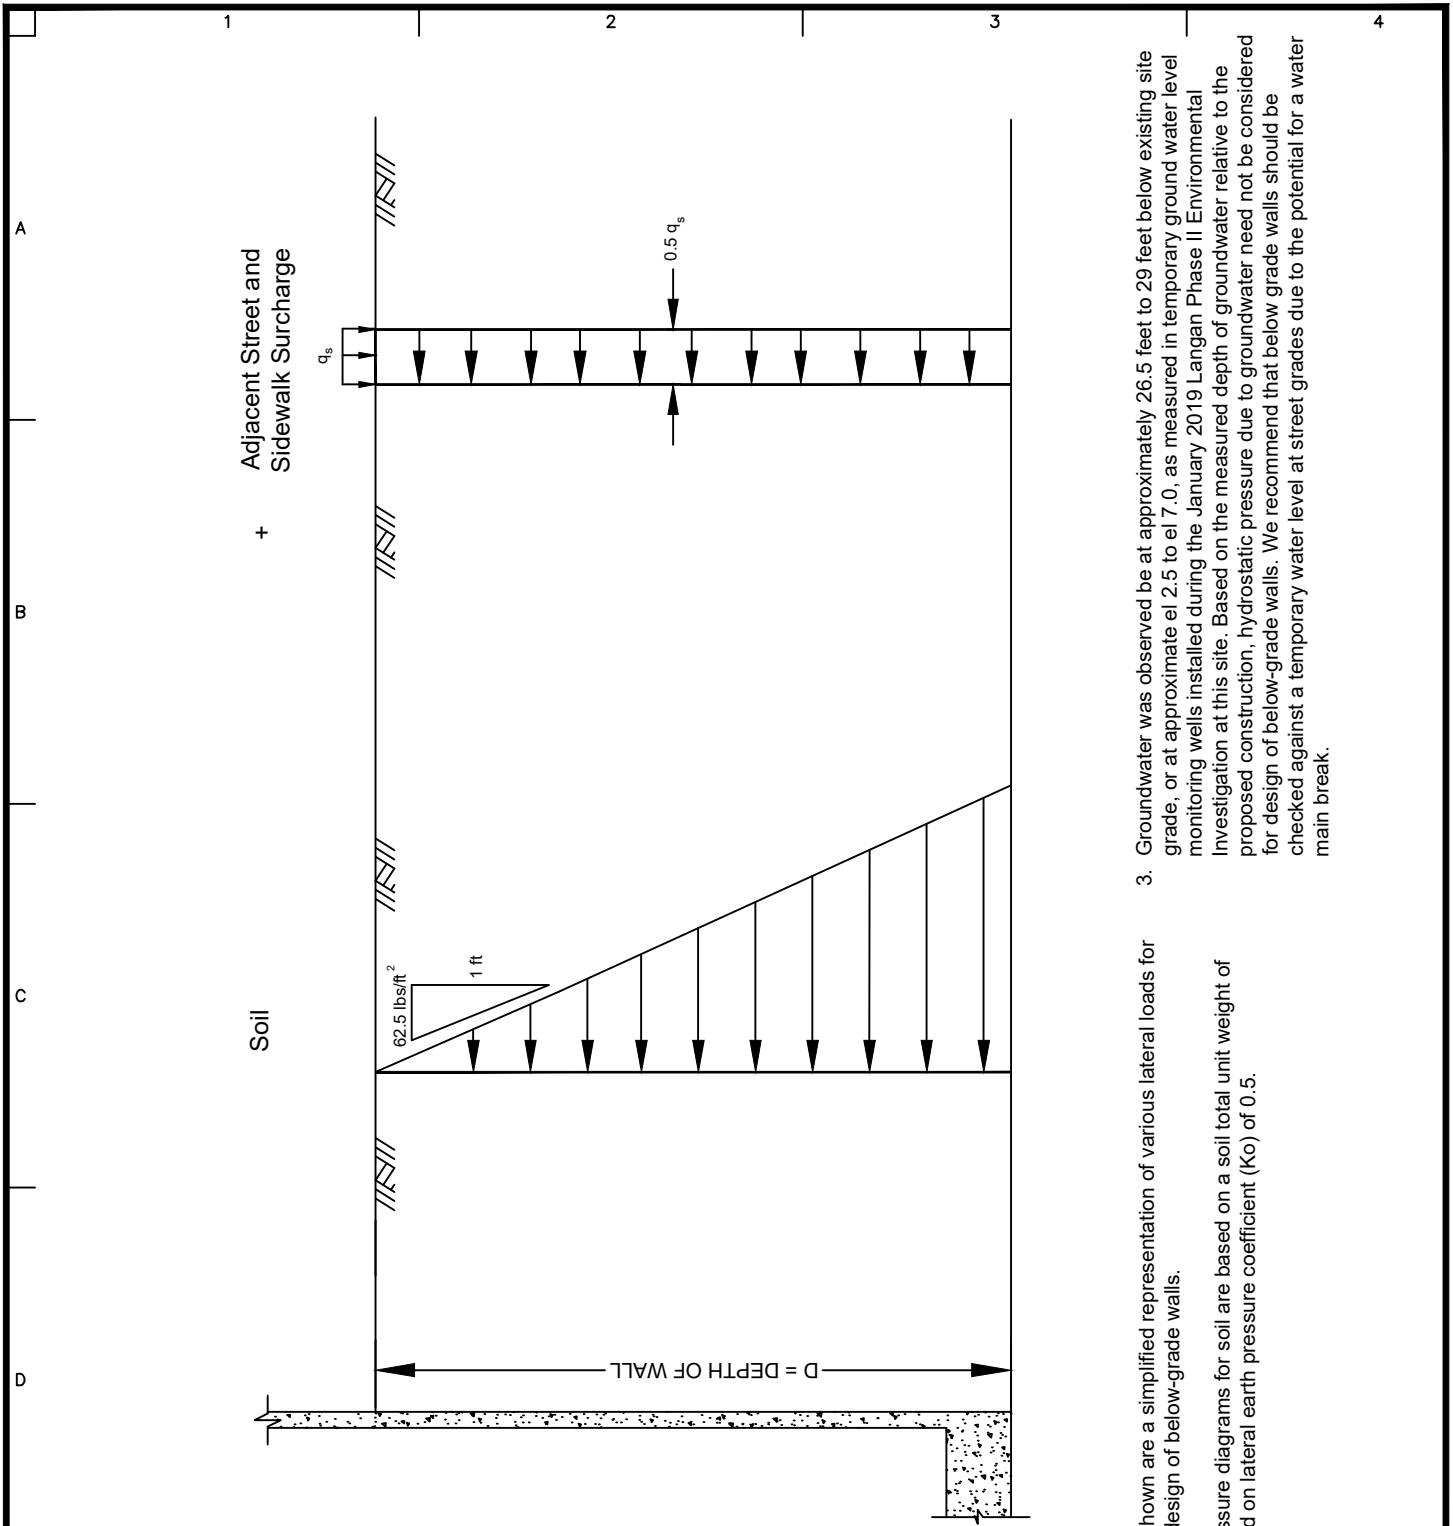 1
2
3
4
A
B
C
D
Soil
+
Adjacent Street and
Sidewalk Surcharge
62.5 lbs/ft 2
1 ft
qs
0.5 qs
D = DEPTH OF WALL
hown are a simplified representation of various lateral loads for
design of below-grade walls.
ssure diagrams for soil are based on a soil total unit weight of
d on lateral earth pressure coefficient (Ko) of 0.5.
3. Groundwater was observed be at approximately 26.5 feet to 29 feet below existing site
grade, or at approximate el 2.5 to el 7.0, as measured in temporary ground water level
monitoring wells installed during the January 2019 Langan Phase II Environmental
Investigation at this site. Based on the measured depth of groundwater relative to the
proposed construction, hydrostatic pressure due to groundwater need not be considered
for design of below-grade walls. We recommend that below grade walls should be
checked against a temporary water level at street grades due to the potential for a water
main break.